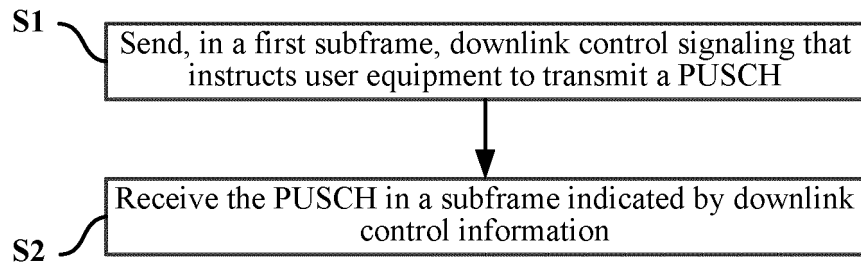 S1
Send, in a first subframe, downlink control signaling that
instructs user equipment to transmit a PUSCH
Receive the PUSCH in a subframe indicated by downlink
control information
S2